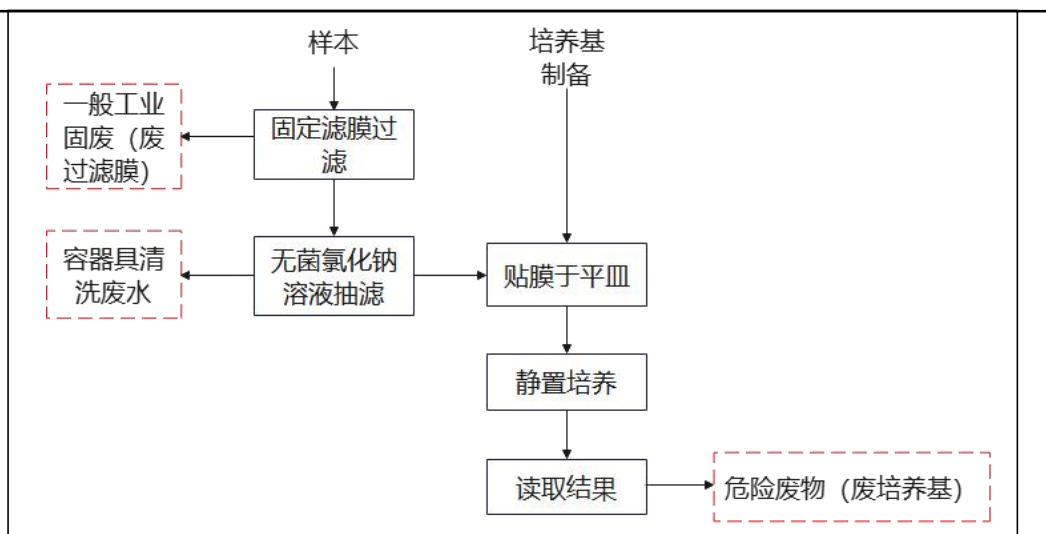 样本
培养基
制备
一般工业
固废（废
过滤膜）
固定滤膜过
滤
容器具清
洗废水
无菌氯化钠
溶液抽滤
贴膜于平皿
静置培养
读取结果
危险废物（废培养基）